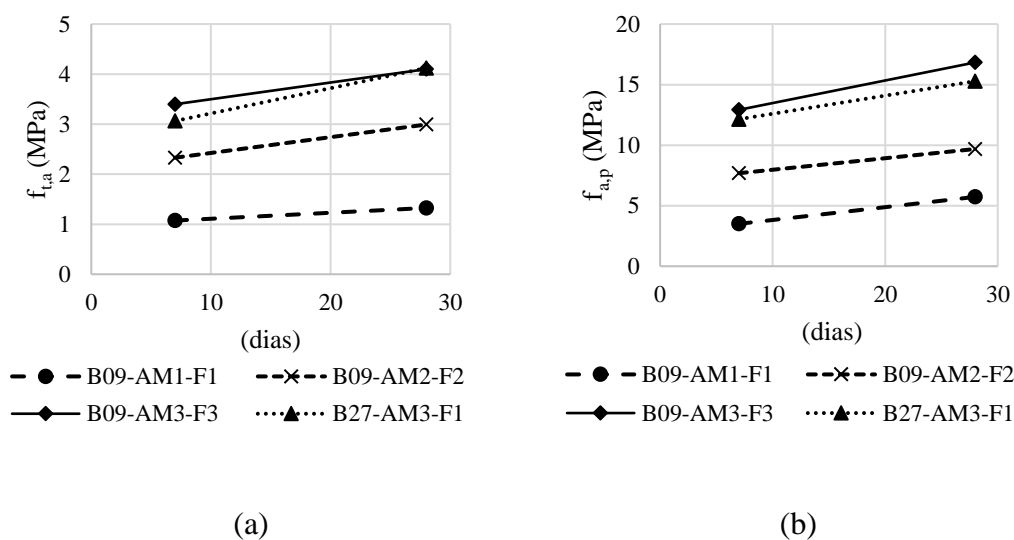 5
4
3
2
1
0
f t,a (MPa)
0 10 20 30
(dias)
B09-AM1-F1 B09-AM2-F2
B09-AM3-F3 B27-AM3-F1
(a)
20
15
10
5
0
f a,p (MPa)
0 10 20 30
(dias)
B09-AM1-F1 B09-AM2-F2
B09-AM3-F3 B27-AM3-F1
(b)